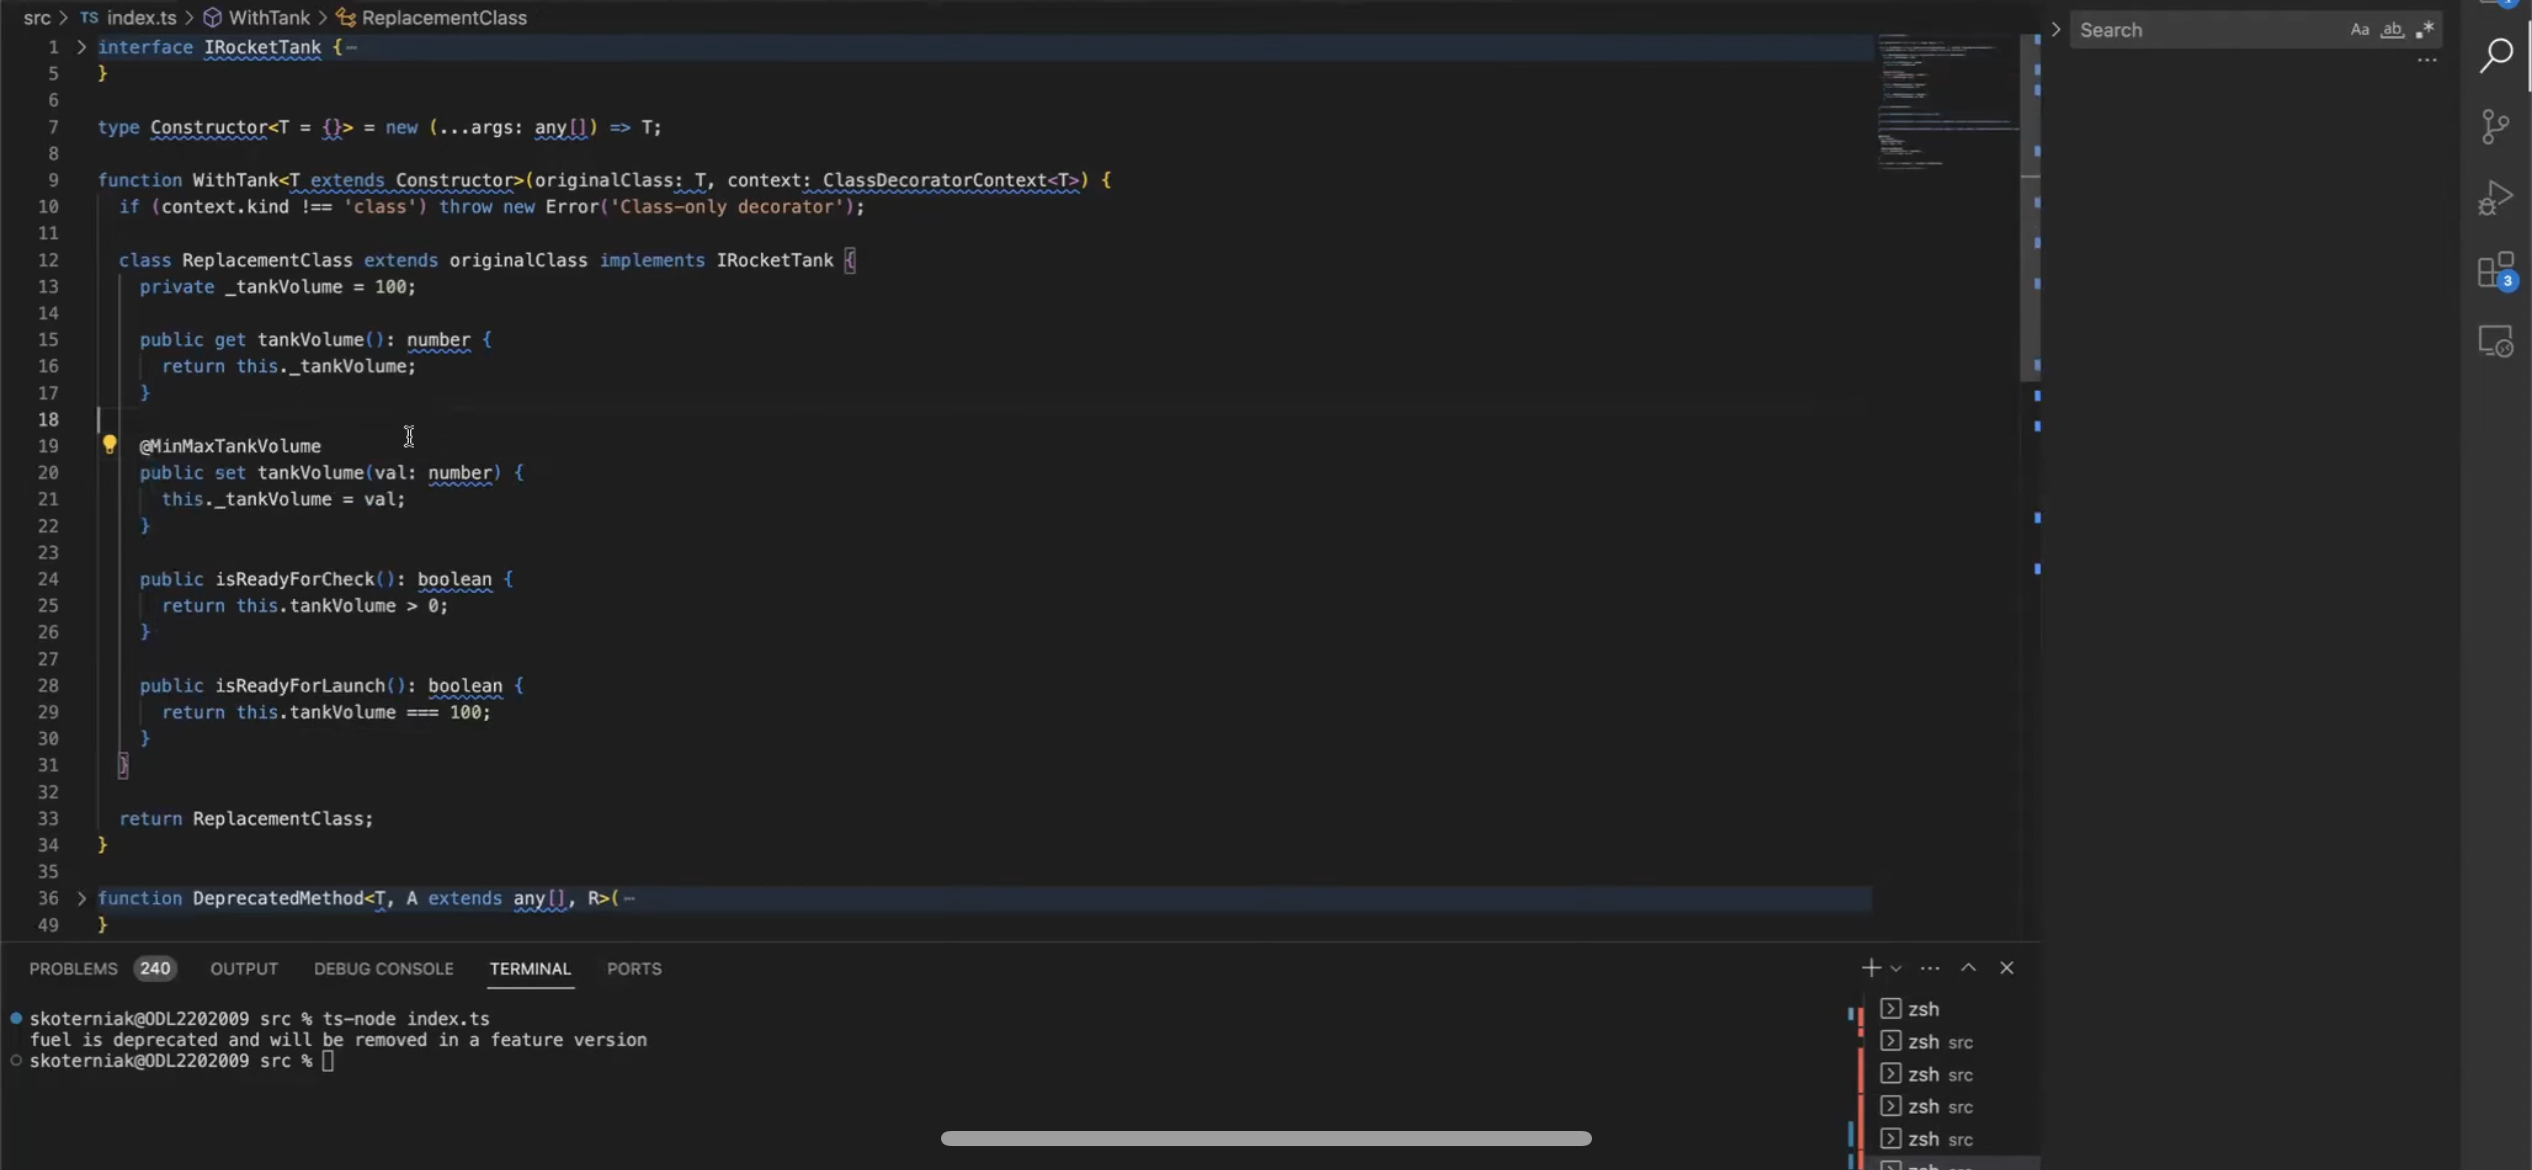 src > TS index.ts > WithTank > ReplacementClass
Search
Aa ab .*
1 interface IRocketTank {
5 }
6
7 type Constructor<T = {}> = new (...args: any[]) => T;
8
9 function WithTank<T extends Constructor>(originalClass: T, context: ClassDecoratorContext<T>) {
10 if (context.kind !== 'class') throw new Error('Class-only decorator');
11
12 class ReplacementClass extends originalClass implements IRocketTank {
13 private _tankVolume = 100;
14
15 public get tankVolume(): number {
16 return this._tankVolume;
17 }
18
19 @MinMaxTankVolume
20 public set tankVolume(val: number) {
21 this._tankVolume = val;
22 }
23
24 public isReadyForCheck(): boolean {
25 return this.tankVolume > 0;
26 }
27
28 public isReadyForLaunch(): boolean {
29 return this.tankVolume === 100;
30 }
31 }
32
33 return ReplacementClass;
34 }
35
36 function DeprecatedMethod<T, A extends any[], R>(
49 }
3
PROBLEMS 240 OUTPUT DEBUG CONSOLE TERMINAL PORTS
skoterniak@ODL2202009 src % ts-node index.ts
fuel is deprecated and will be removed in a feature version
skoterniak@ODL2202009 src %
zsh
zsh src
zsh src
zsh src
zsh src